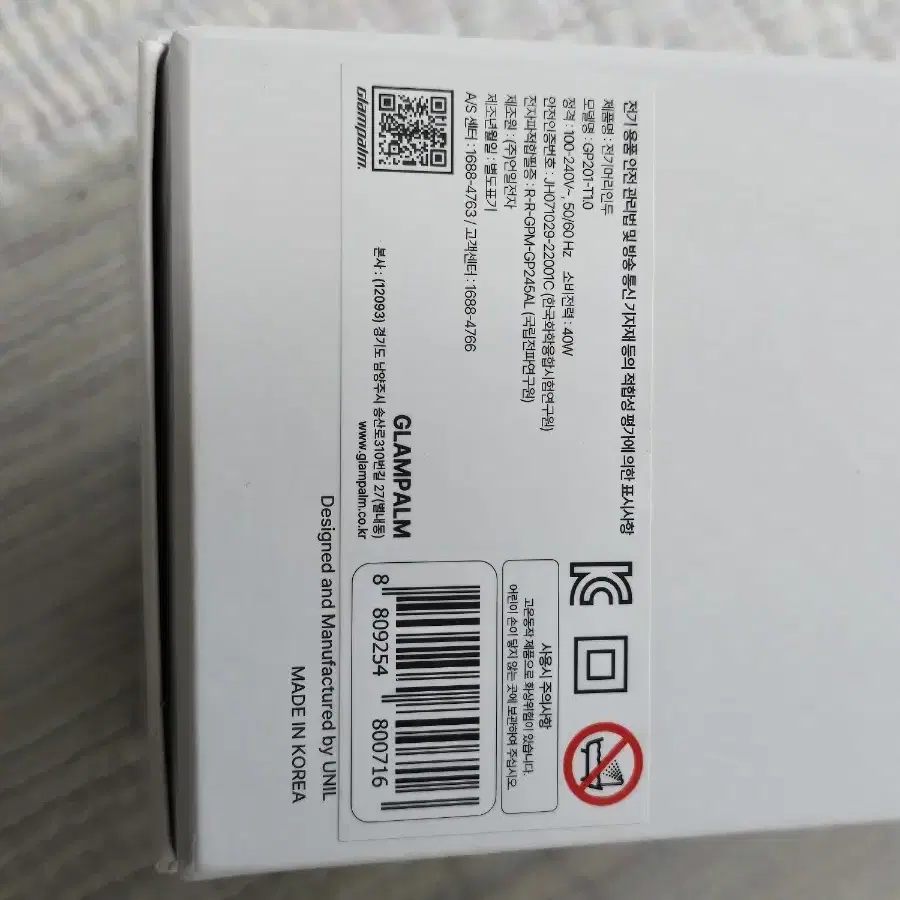 전기 용품 안전 관리법 및 방송 통신 기자재 등의 적합성 평가에 의한 표시사항
제품명 : 전기머리인두
모델명 : GP201-T1.0
정격 : 100-240V~, 50/60 Hz 소비전력 : 40W
안전인증번호 : JH071029-22001C (한국화학융합시험연구원)
전자파적합필증 : R-R-GPM-GP245AL (국립전파연구원)
제조원 : (주)언일전자
제조년월일 : 별도표기
A/S 센터 : 1688-4763 / 고객센터 : 1688-4766
glampalm.
GLAMPALM
본사 : (12093) 경기도 남양주시 송산로310번길 27(별내동)
www.glampalm.co.kr
사용시 주의사항
고온동작 제품으로 화상위험이 있습니다.
어린이 손이 닿지 않는 곳에 보관하여 주십시오.
8 809254 800716
Designed and Manufactured by UNIL
MADE IN KOREA